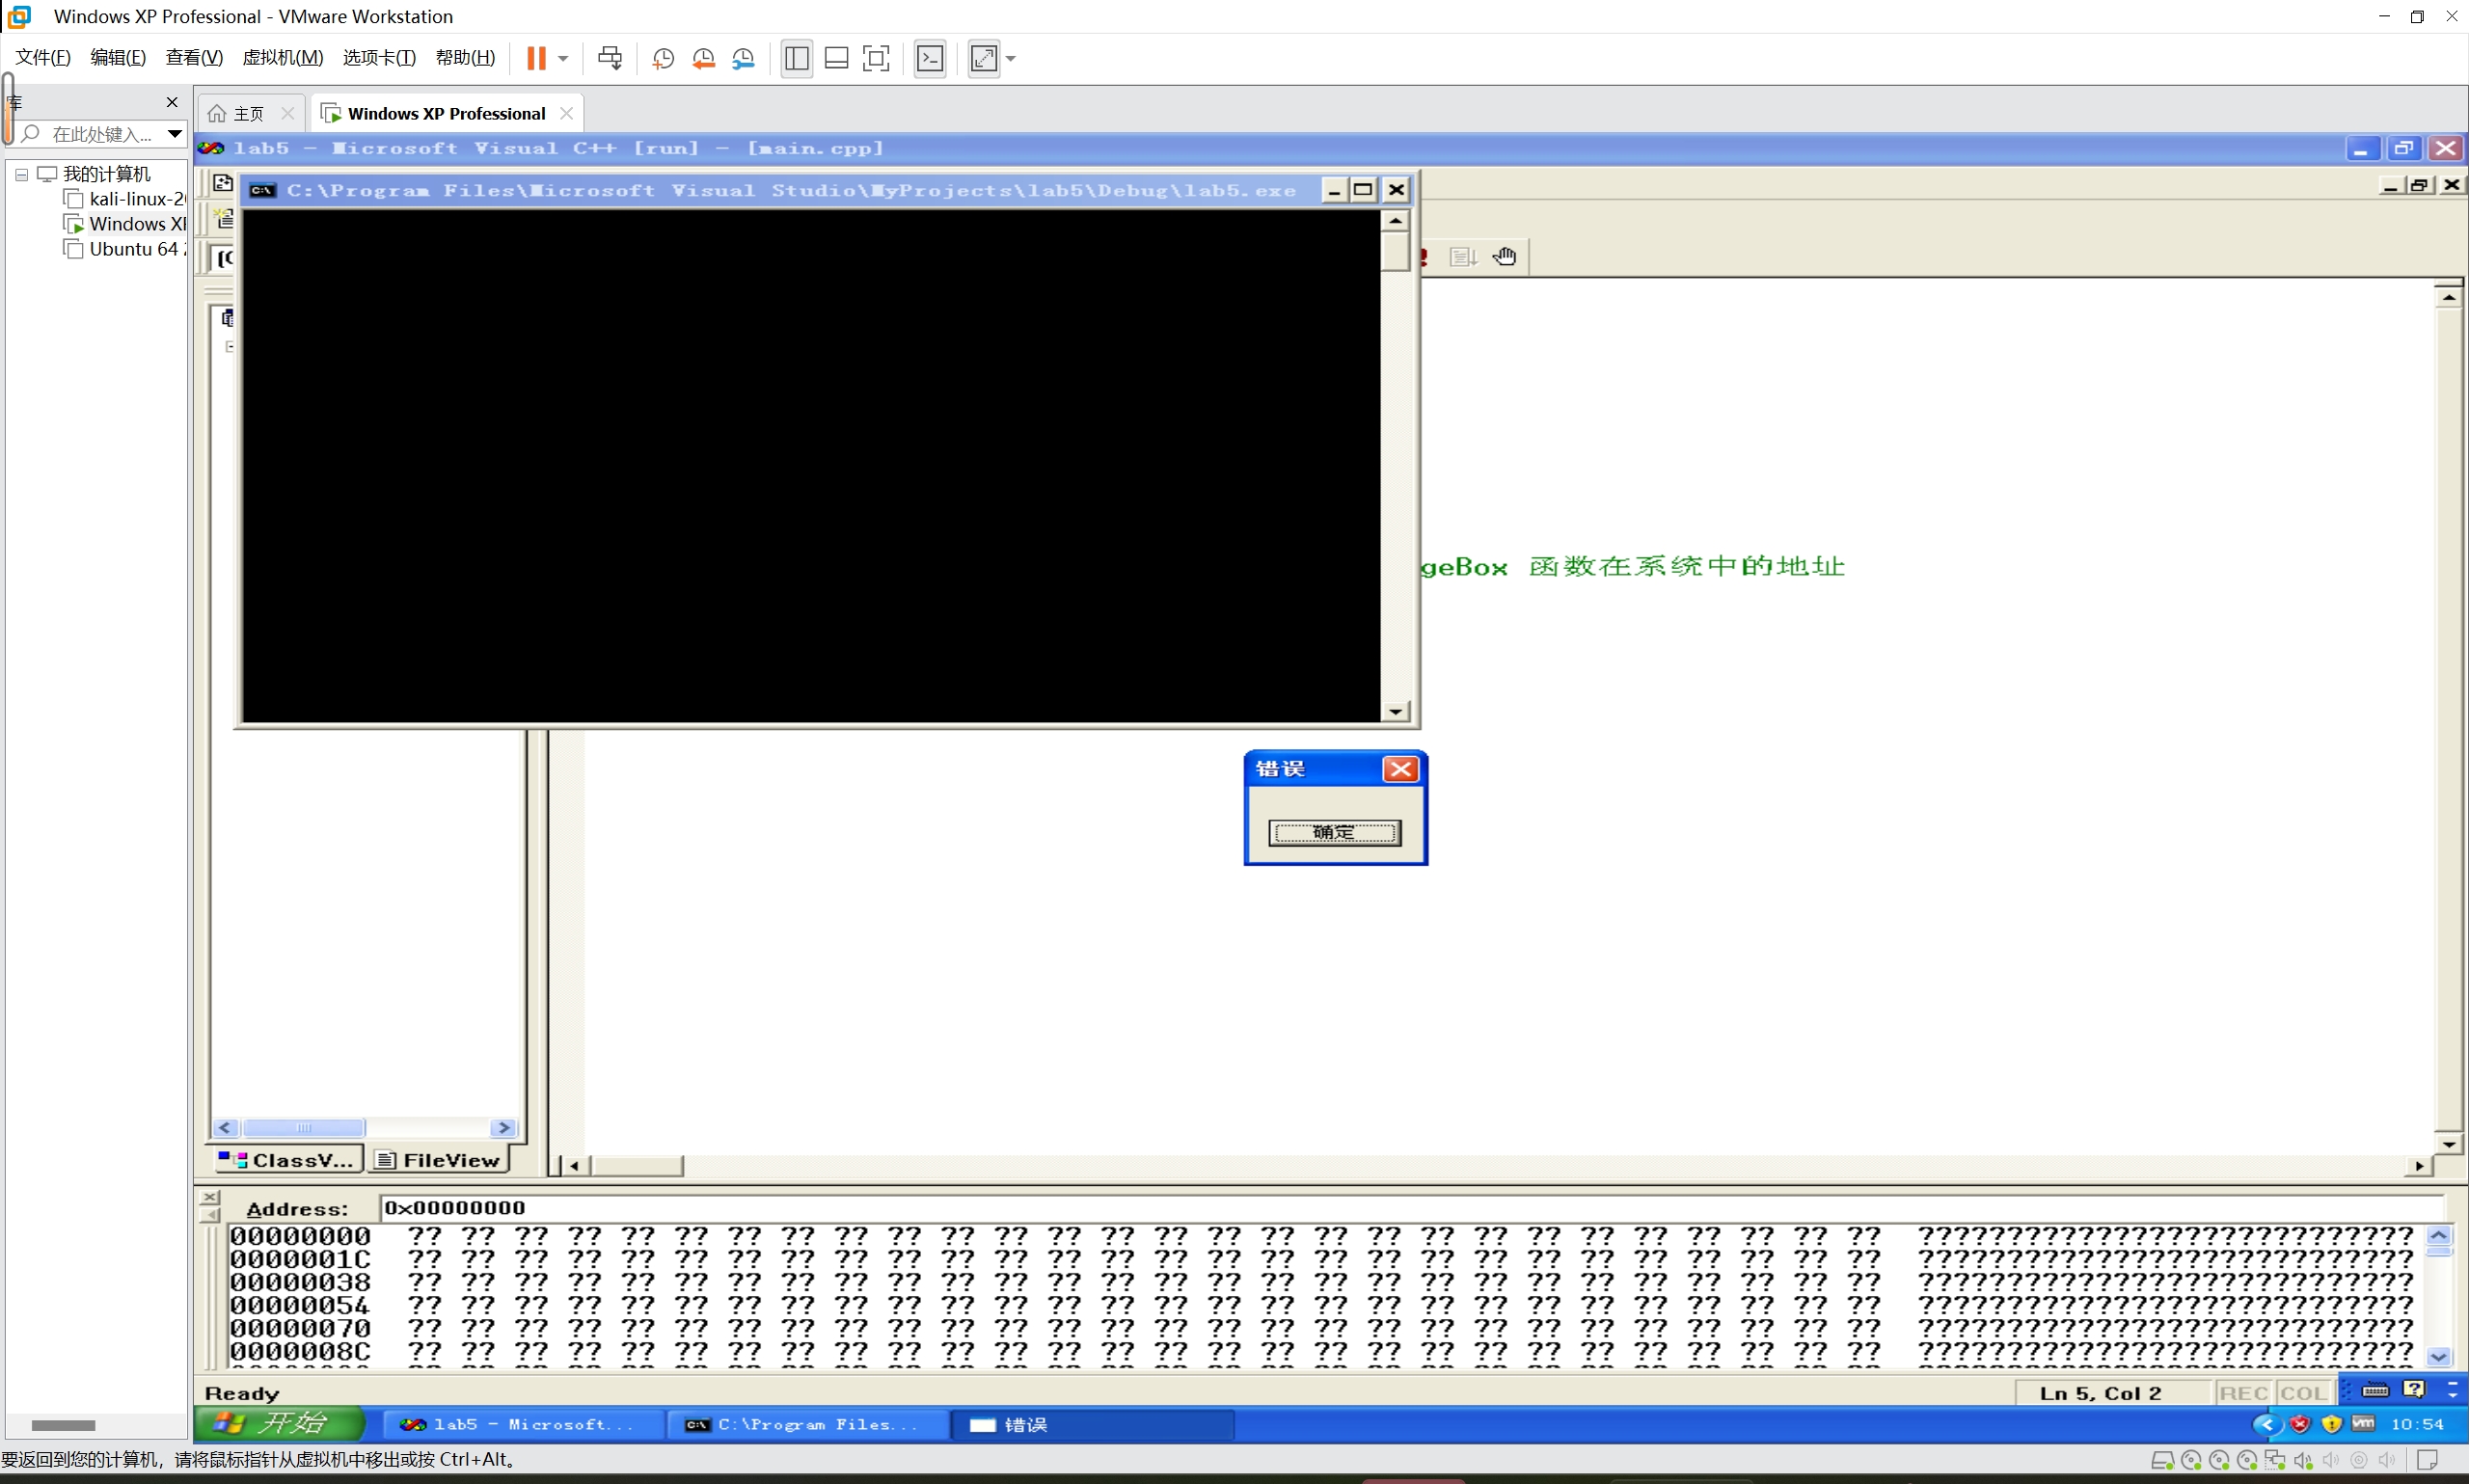 Windows XP Professional - VMware Workstation
文件(F) 编辑(E) 查看(V) 虚拟机(M) 选项卡(T) 帮助(H)
库
主页
Windows XP Professional
在此处键入...
lab5 - Microsoft Visual C++ [run] - [main.cpp]
我的计算机
C:\Program Files\Microsoft Visual Studio\MyProjects\lab5\Debug\lab5.exe
kali-linux-20
Windows XP
Ubuntu 64
geBox 函数在系统中的地址
错误
确定
ClassV... FileView
Address: 0x00000000
00000000 ?? ?? ?? ?? ?? ?? ?? ?? ?? ?? ?? ?? ?? ?? ?? ?? ?? ?? ?? ?? ?? ?? ?? ?? ?? ?? ?? ?? ????????????????????????????
0000001C ?? ?? ?? ?? ?? ?? ?? ?? ?? ?? ?? ?? ?? ?? ?? ?? ?? ?? ?? ?? ?? ?? ?? ?? ?? ?? ?? ?? ????????????????????????????
00000038 ?? ?? ?? ?? ?? ?? ?? ?? ?? ?? ?? ?? ?? ?? ?? ?? ?? ?? ?? ?? ?? ?? ?? ?? ?? ?? ?? ?? ????????????????????????????
00000054 ?? ?? ?? ?? ?? ?? ?? ?? ?? ?? ?? ?? ?? ?? ?? ?? ?? ?? ?? ?? ?? ?? ?? ?? ?? ?? ?? ?? ????????????????????????????
00000070 ?? ?? ?? ?? ?? ?? ?? ?? ?? ?? ?? ?? ?? ?? ?? ?? ?? ?? ?? ?? ?? ?? ?? ?? ?? ?? ?? ?? ????????????????????????????
0000008C ?? ?? ?? ?? ?? ?? ?? ?? ?? ?? ?? ?? ?? ?? ?? ?? ?? ?? ?? ?? ?? ?? ?? ?? ?? ?? ?? ?? ????????????????????????????
Ready
Ln 5, Col 2 REC COL
开始 lab5 - Microsoft... C:\Program Files... 错误 10:54
要返回到您的计算机，请将鼠标指针从虚拟机中移出或按 Ctrl+Alt。